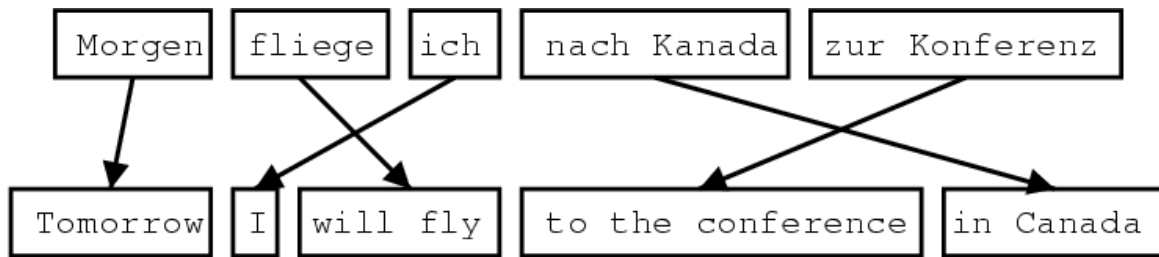 Morgen fliege ich nach Kanada zur Konferenz
Tomorrow I will fly to the conference in Canada